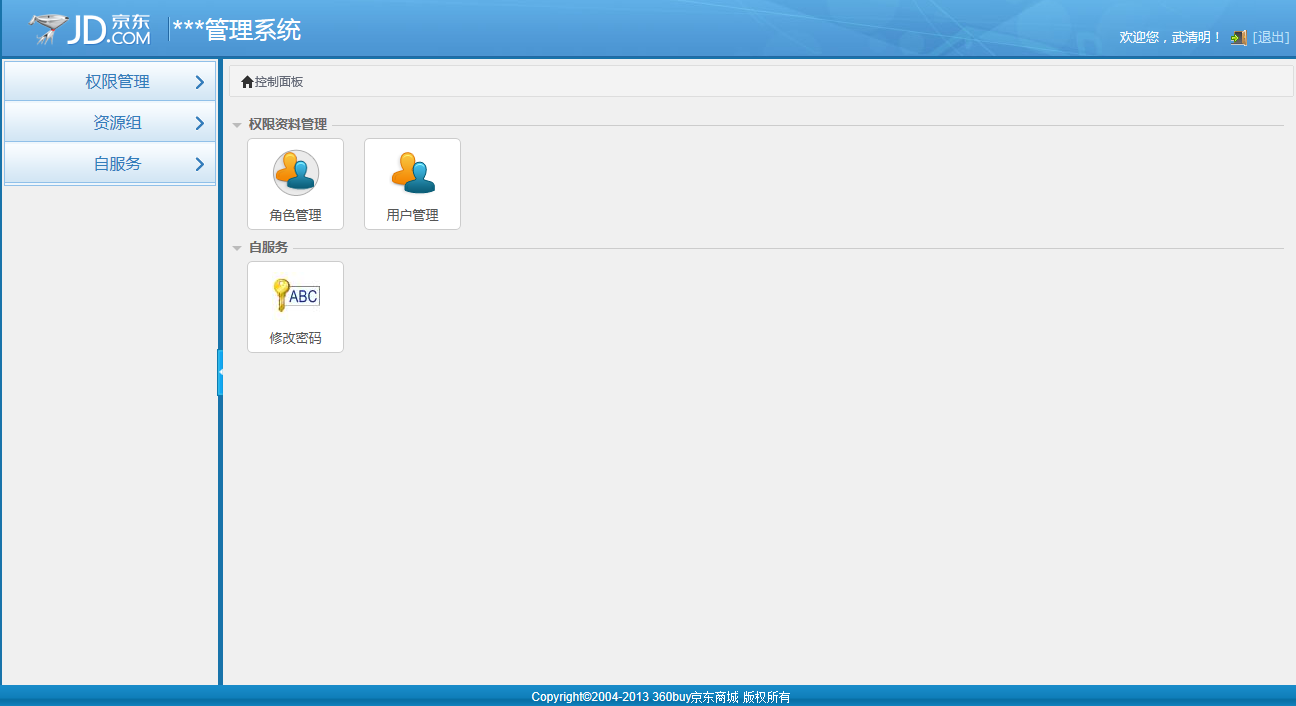 JD京东.COM
***管理系统
欢迎您，武清明！ [退出]
权限管理
资源组
自服务
控制面板
权限资料管理
角色管理 用户管理
自服务
ABC
修改密码
Copyright©2004-2013 360buy京东商城 版权所有